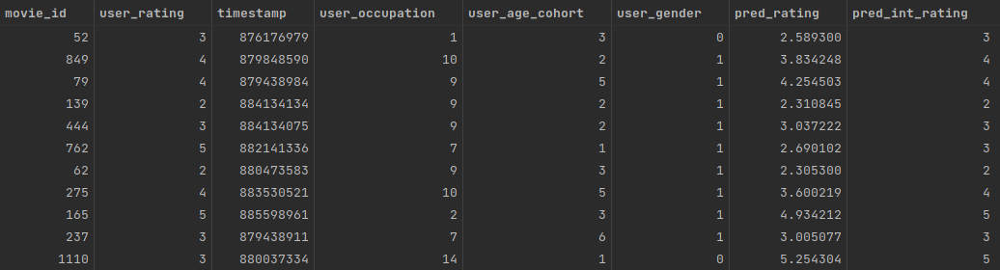 movie_id user_rating timestamp user_occupation user_age_cohort user_gender pred_rating pred_int_rating
52 3 876176979 1 3 0 2.589300 3
849 4 879848590 10 2 1 3.834248 4
79 4 879438984 9 5 1 4.254503 4
139 2 884134134 9 2 1 2.310845 2
444 3 884134075 9 2 1 3.037222 3
762 5 882141336 7 1 1 2.690102 3
62 2 880473583 9 3 1 2.305300 2
275 4 883530521 10 5 1 3.600219 4
165 5 885598961 2 3 1 4.934212 5
237 3 879438911 7 6 1 3.005077 3
1110 3 880037334 14 1 0 5.254304 5